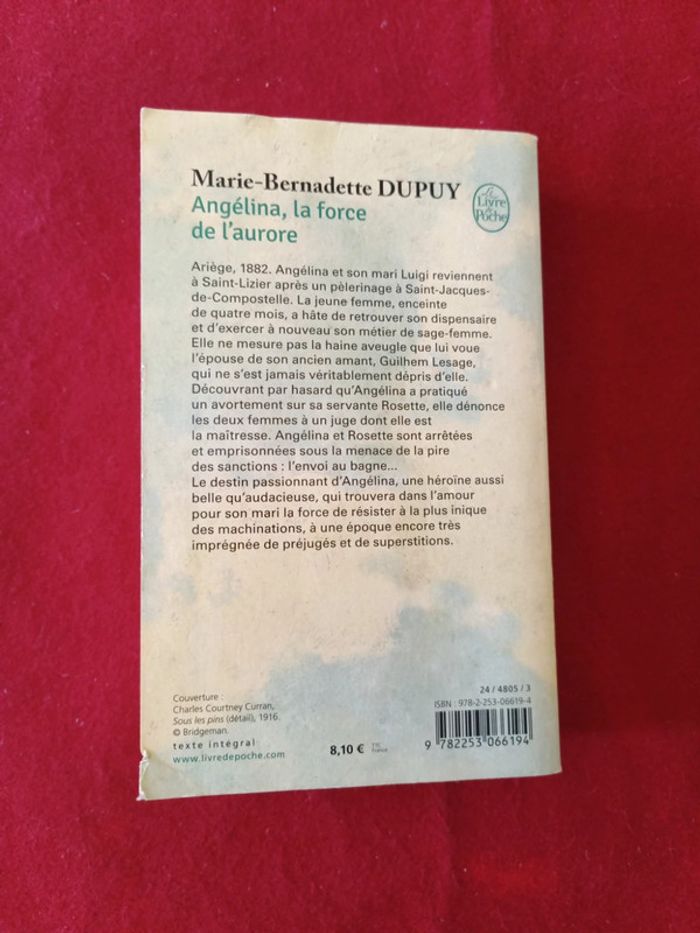 Marie-Bernadette DUPUY
Angélina, la force
de l'aurore
Le
Livre
de
Poche
Ariège, 1882. Angélina et son mari Luigi reviennent
à Saint-Lizier après un pèlerinage à Saint-Jacques-
de-Compostelle. La jeune femme, enceinte
de quatre mois, a hâte de retrouver son dispensaire
et d'exercer à nouveau son métier de sage-femme.
Elle ne mesure pas la haine aveugle que lui voue
l'épouse de son ancien amant, Guilhem Lesage,
qui ne s'est jamais véritablement dépris d'elle.
Découvrant par hasard qu'Angélina a pratiqué
un avortement sur sa servante Rosette, elle dénonce
les deux femmes à un juge dont elle est
la maîtresse. Angélina et Rosette sont arrêtées
et emprisonnées sous la menace de la pire
des sanctions : l'envoi au bagne...
Le destin passionnant d'Angélina, une héroïne aussi
belle qu'audacieuse, qui trouvera dans l'amour
pour son mari la force de résister à la plus inique
des machinations, à une époque encore très
imprégnée de préjugés et de superstitions.
Couverture :
Charles Courtney Curran,
Sous les pins (détail), 1916.
© Bridgeman.
texte intégral
www.livredepoche.com
8,10 €
TTC
France
24 / 4805 / 3
ISBN : 978-2-253-06619-4
9 782253 066194